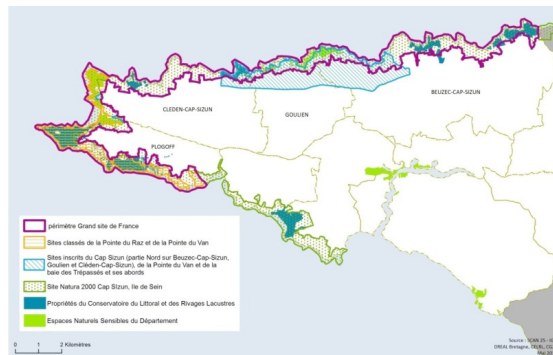 BEUZEC-CAP-SIZUN
CLEDEN-CAP-SIZUN
GOULIEN
PLOGOFF
périmètre Grand site de France
Sites classés de la Pointe du Raz et de la Pointe du Van
Sites inscrits du Cap Sizun (partie Nord sur Beuzec-Cap-Sizun,
Goulien et Cléden-Cap-Sizun), de la Pointe du Van et de la
baie des Trépassés et ses abords
Site Natura 2000 Cap Sizun, Ile de Sein
Propriétés du Conservatoire du Littoral et des Rivages Lacustres
Espaces Naturels Sensibles du Département
0 1 2 Kilomètres
Source : SCAN 25 -
DREAL Bretagne, CELRL,